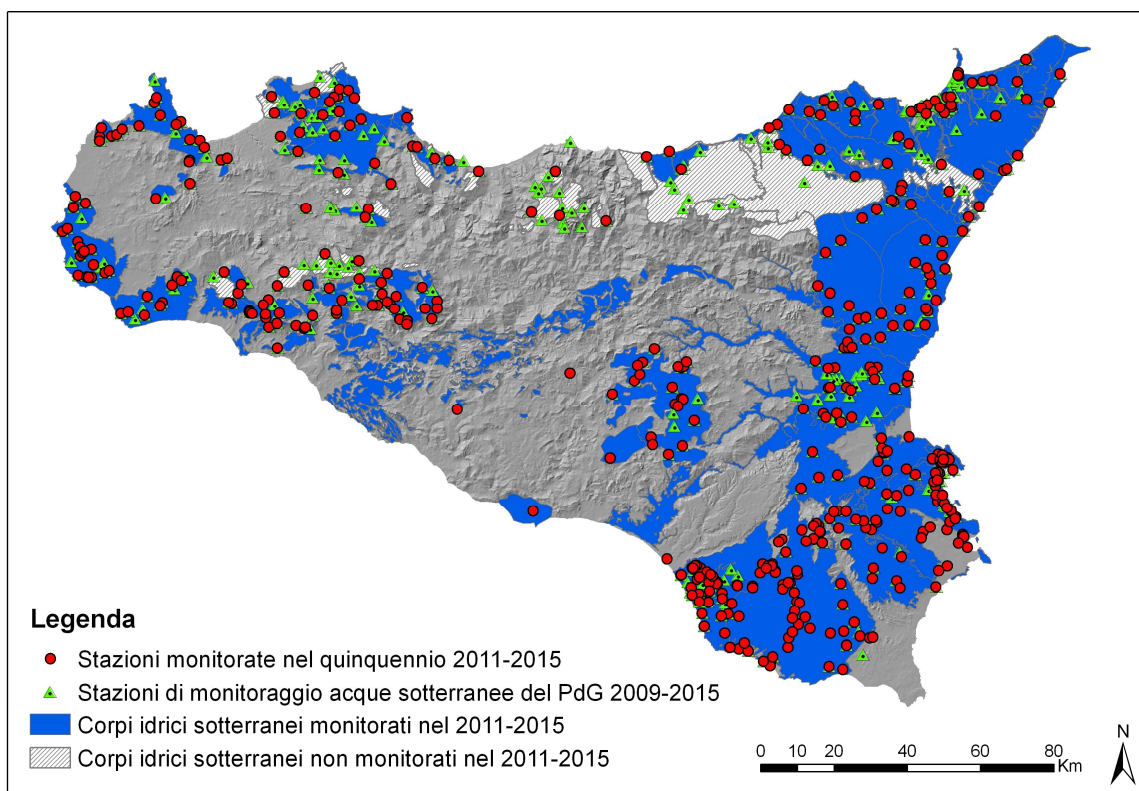 Legenda
Stazioni monitorate nel quinquennio 2011-2015
Stazioni di monitoraggio acque sotterranee del PdG 2009-2015
Corpi idrici sotterranei monitorati nel 2011-2015
Corpi idrici sotterranei non monitorati nel 2011-2015
0 10 20 40 60 80
Km
N